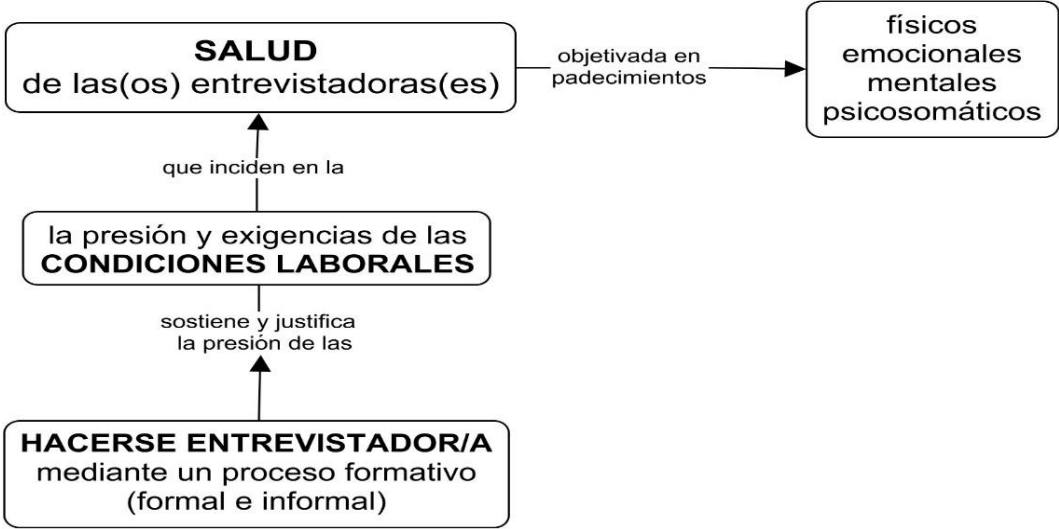 SALUD
de las(os) entrevistadoras(es)
objetivada en
padecimientos
físicos
emocionales
mentales
psicosomáticos
que inciden en la
la presión y exigencias de las
CONDICIONES LABORALES
sostiene y justifica
la presión de las
HACERSE ENTREVISTADOR/A
mediante un proceso formativo
(formal e informal)